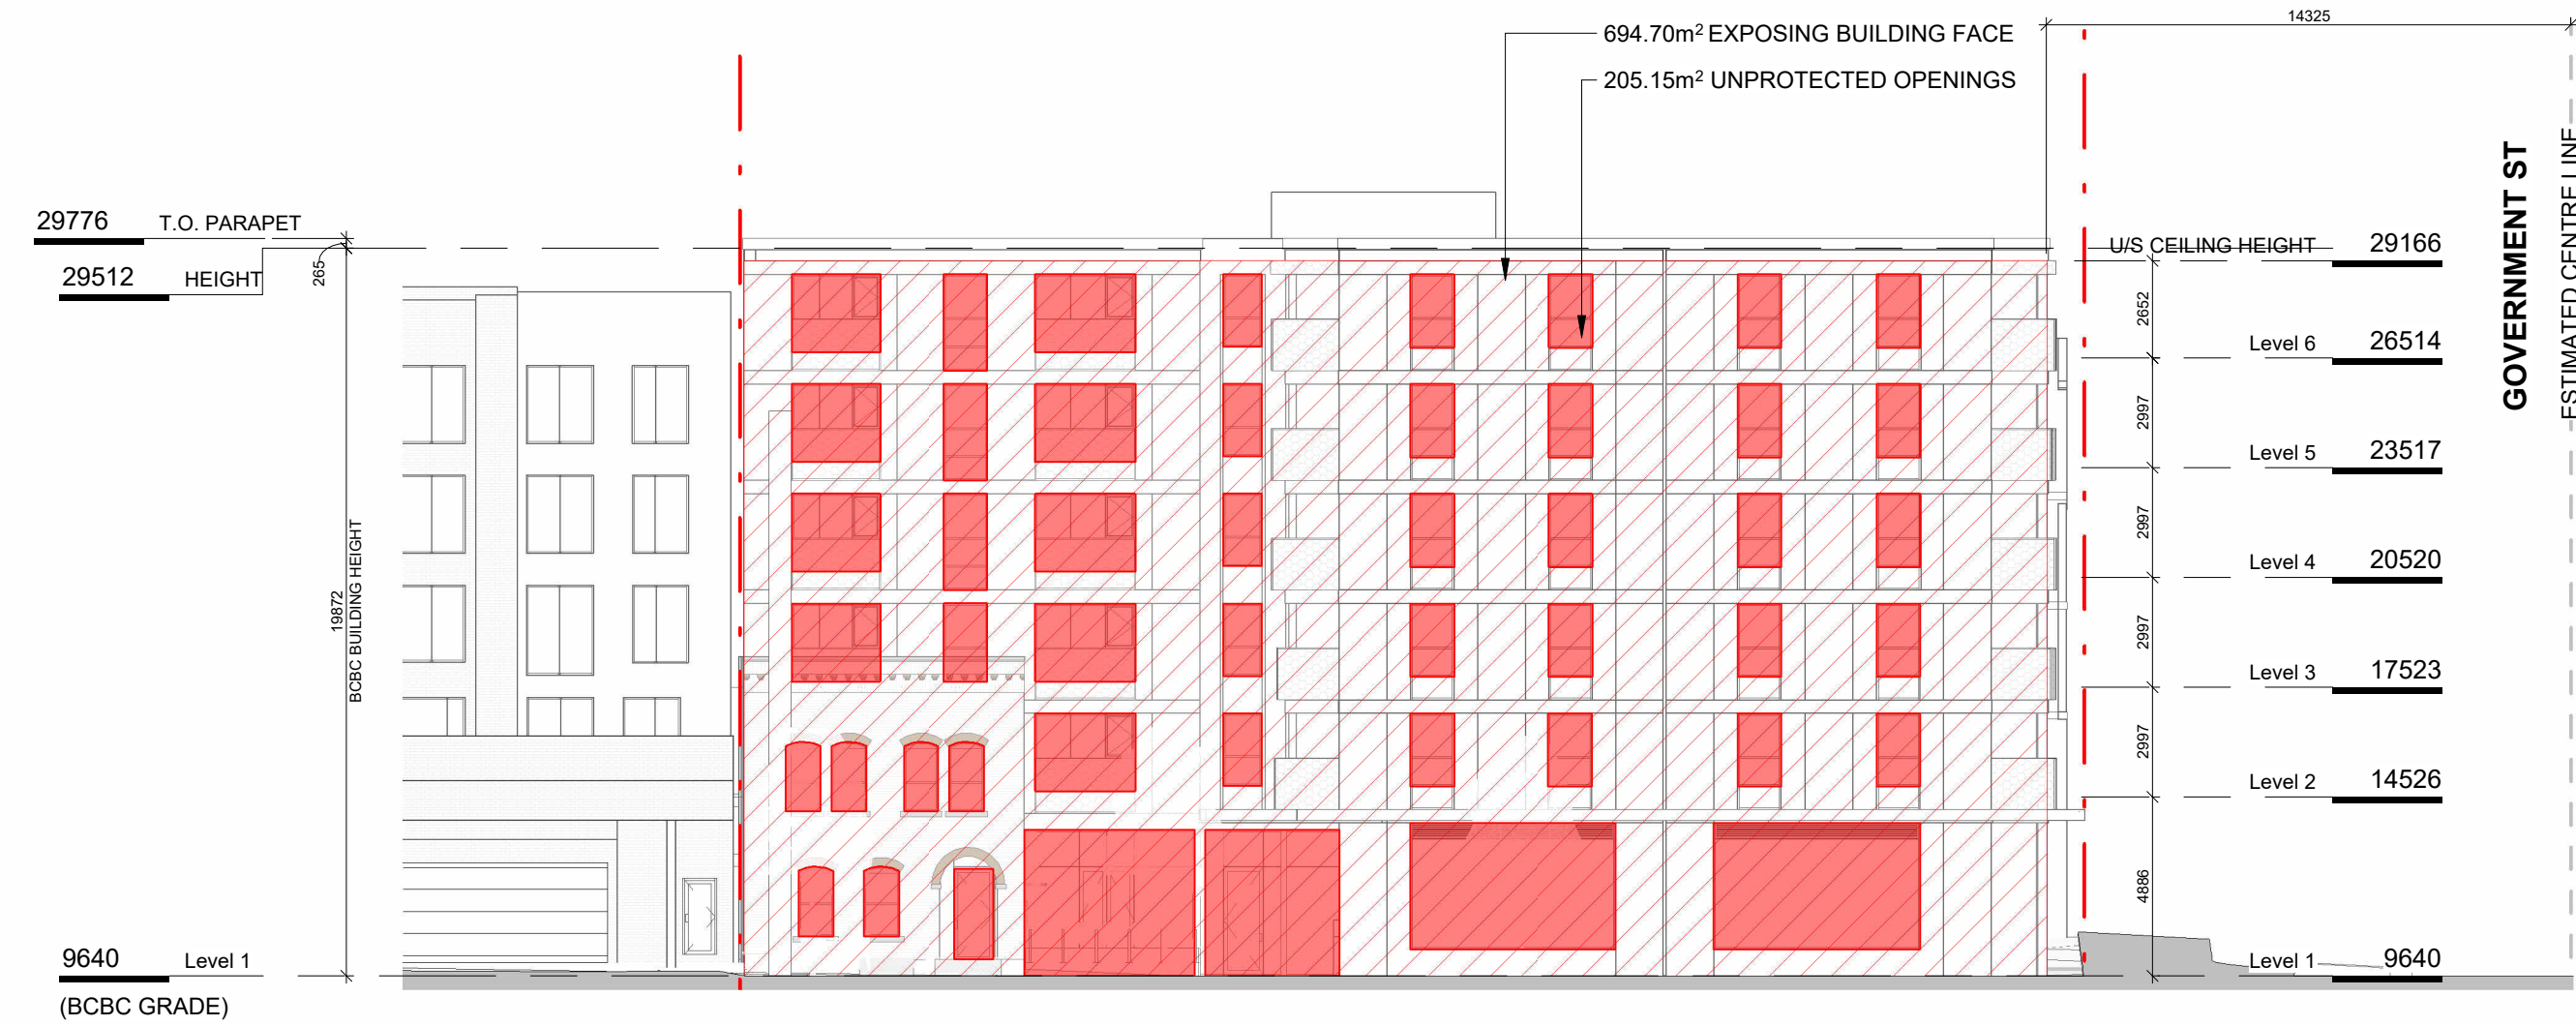 14325
694.70m² EXPOSING BUILDING FACE
205.15m² UNPROTECTED OPENINGS
29776 T.O. PARAPET
29512 HEIGHT
265
19872
BCBC BUILDING HEIGHT
9640 Level 1
(BCBC GRADE)
U/S CEILING HEIGHT 29166
2652
Level 6 26514
2997
Level 5 23517
2997
Level 4 20520
2997
Level 3 17523
2997
Level 2 14526
4886
Level 1 9640
GOVERNMENT ST
ESTIMATED CENTRE LINE